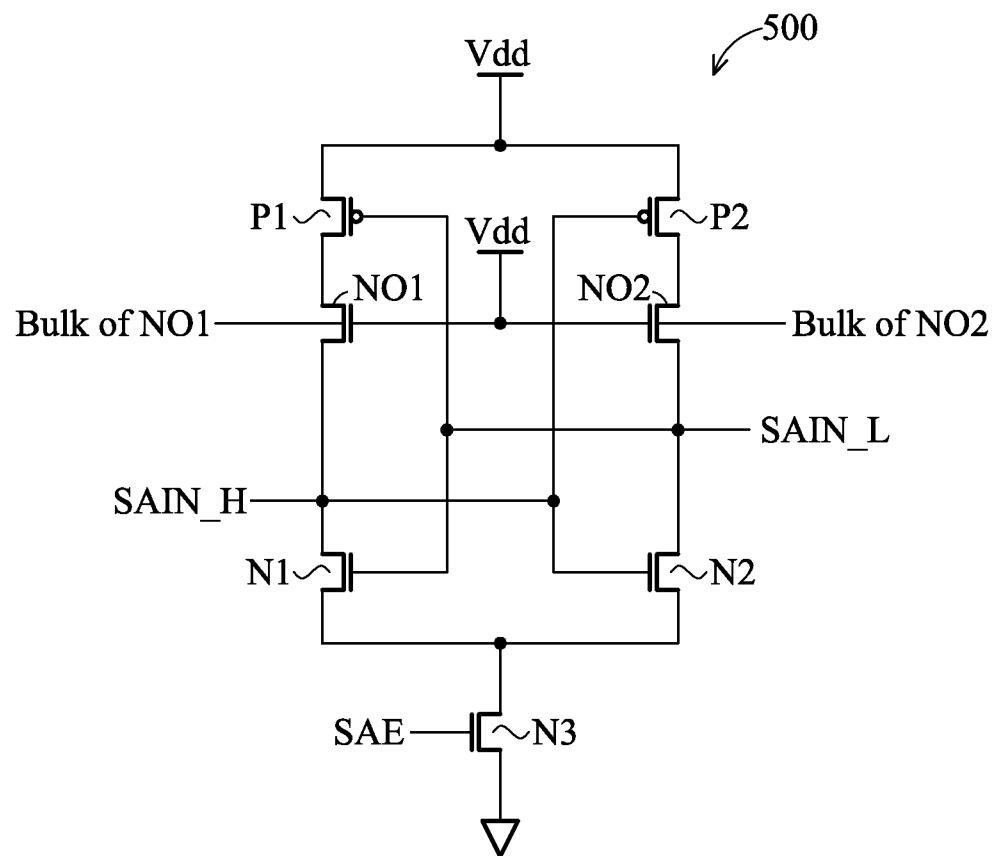 500
Vdd
P1
P2
Vdd
NO1
NO2
Bulk of NO1
Bulk of NO2
SAIN_L
SAIN_H
N1
N2
SAE
N3